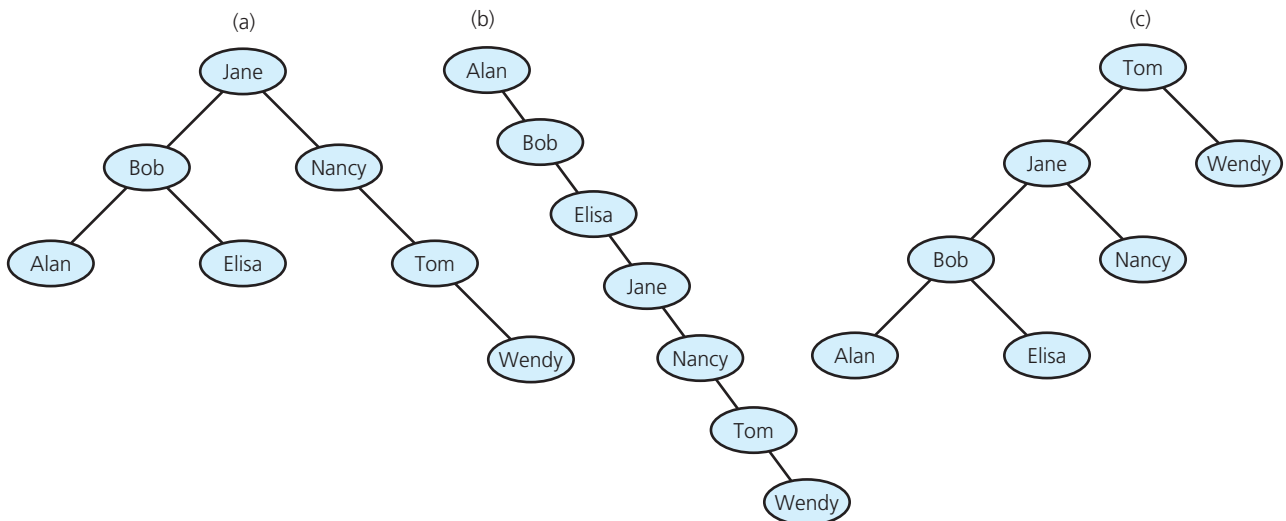 (a)
Jane
Bob
Nancy
Alan
Elisa
Tom
Wendy
(b)
Alan
Bob
Elisa
Jane
Nancy
Tom
Wendy
(c)
Tom
Jane
Wendy
Bob
Nancy
Alan
Elisa